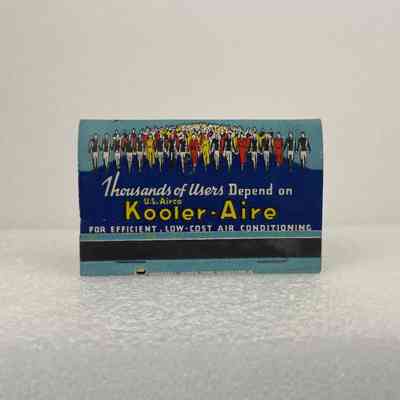 Thousands of Users Depend on
U.S. Airco
Kooler-Aire
FOR EFFICIENT, LOW-COST AIR CONDITIONING